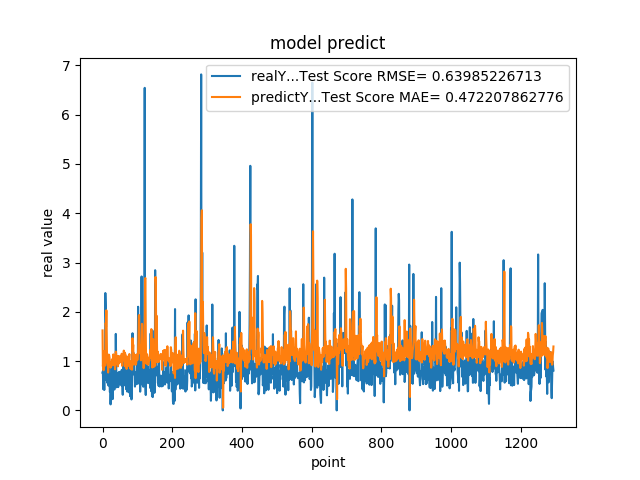 model predict
realY...Test Score RMSE= 0.63985226713
predictY...Test Score MAE= 0.472207862776
7
6
5
4
3
2
1
0
real value
0 200 400 600 800 1000 1200
point